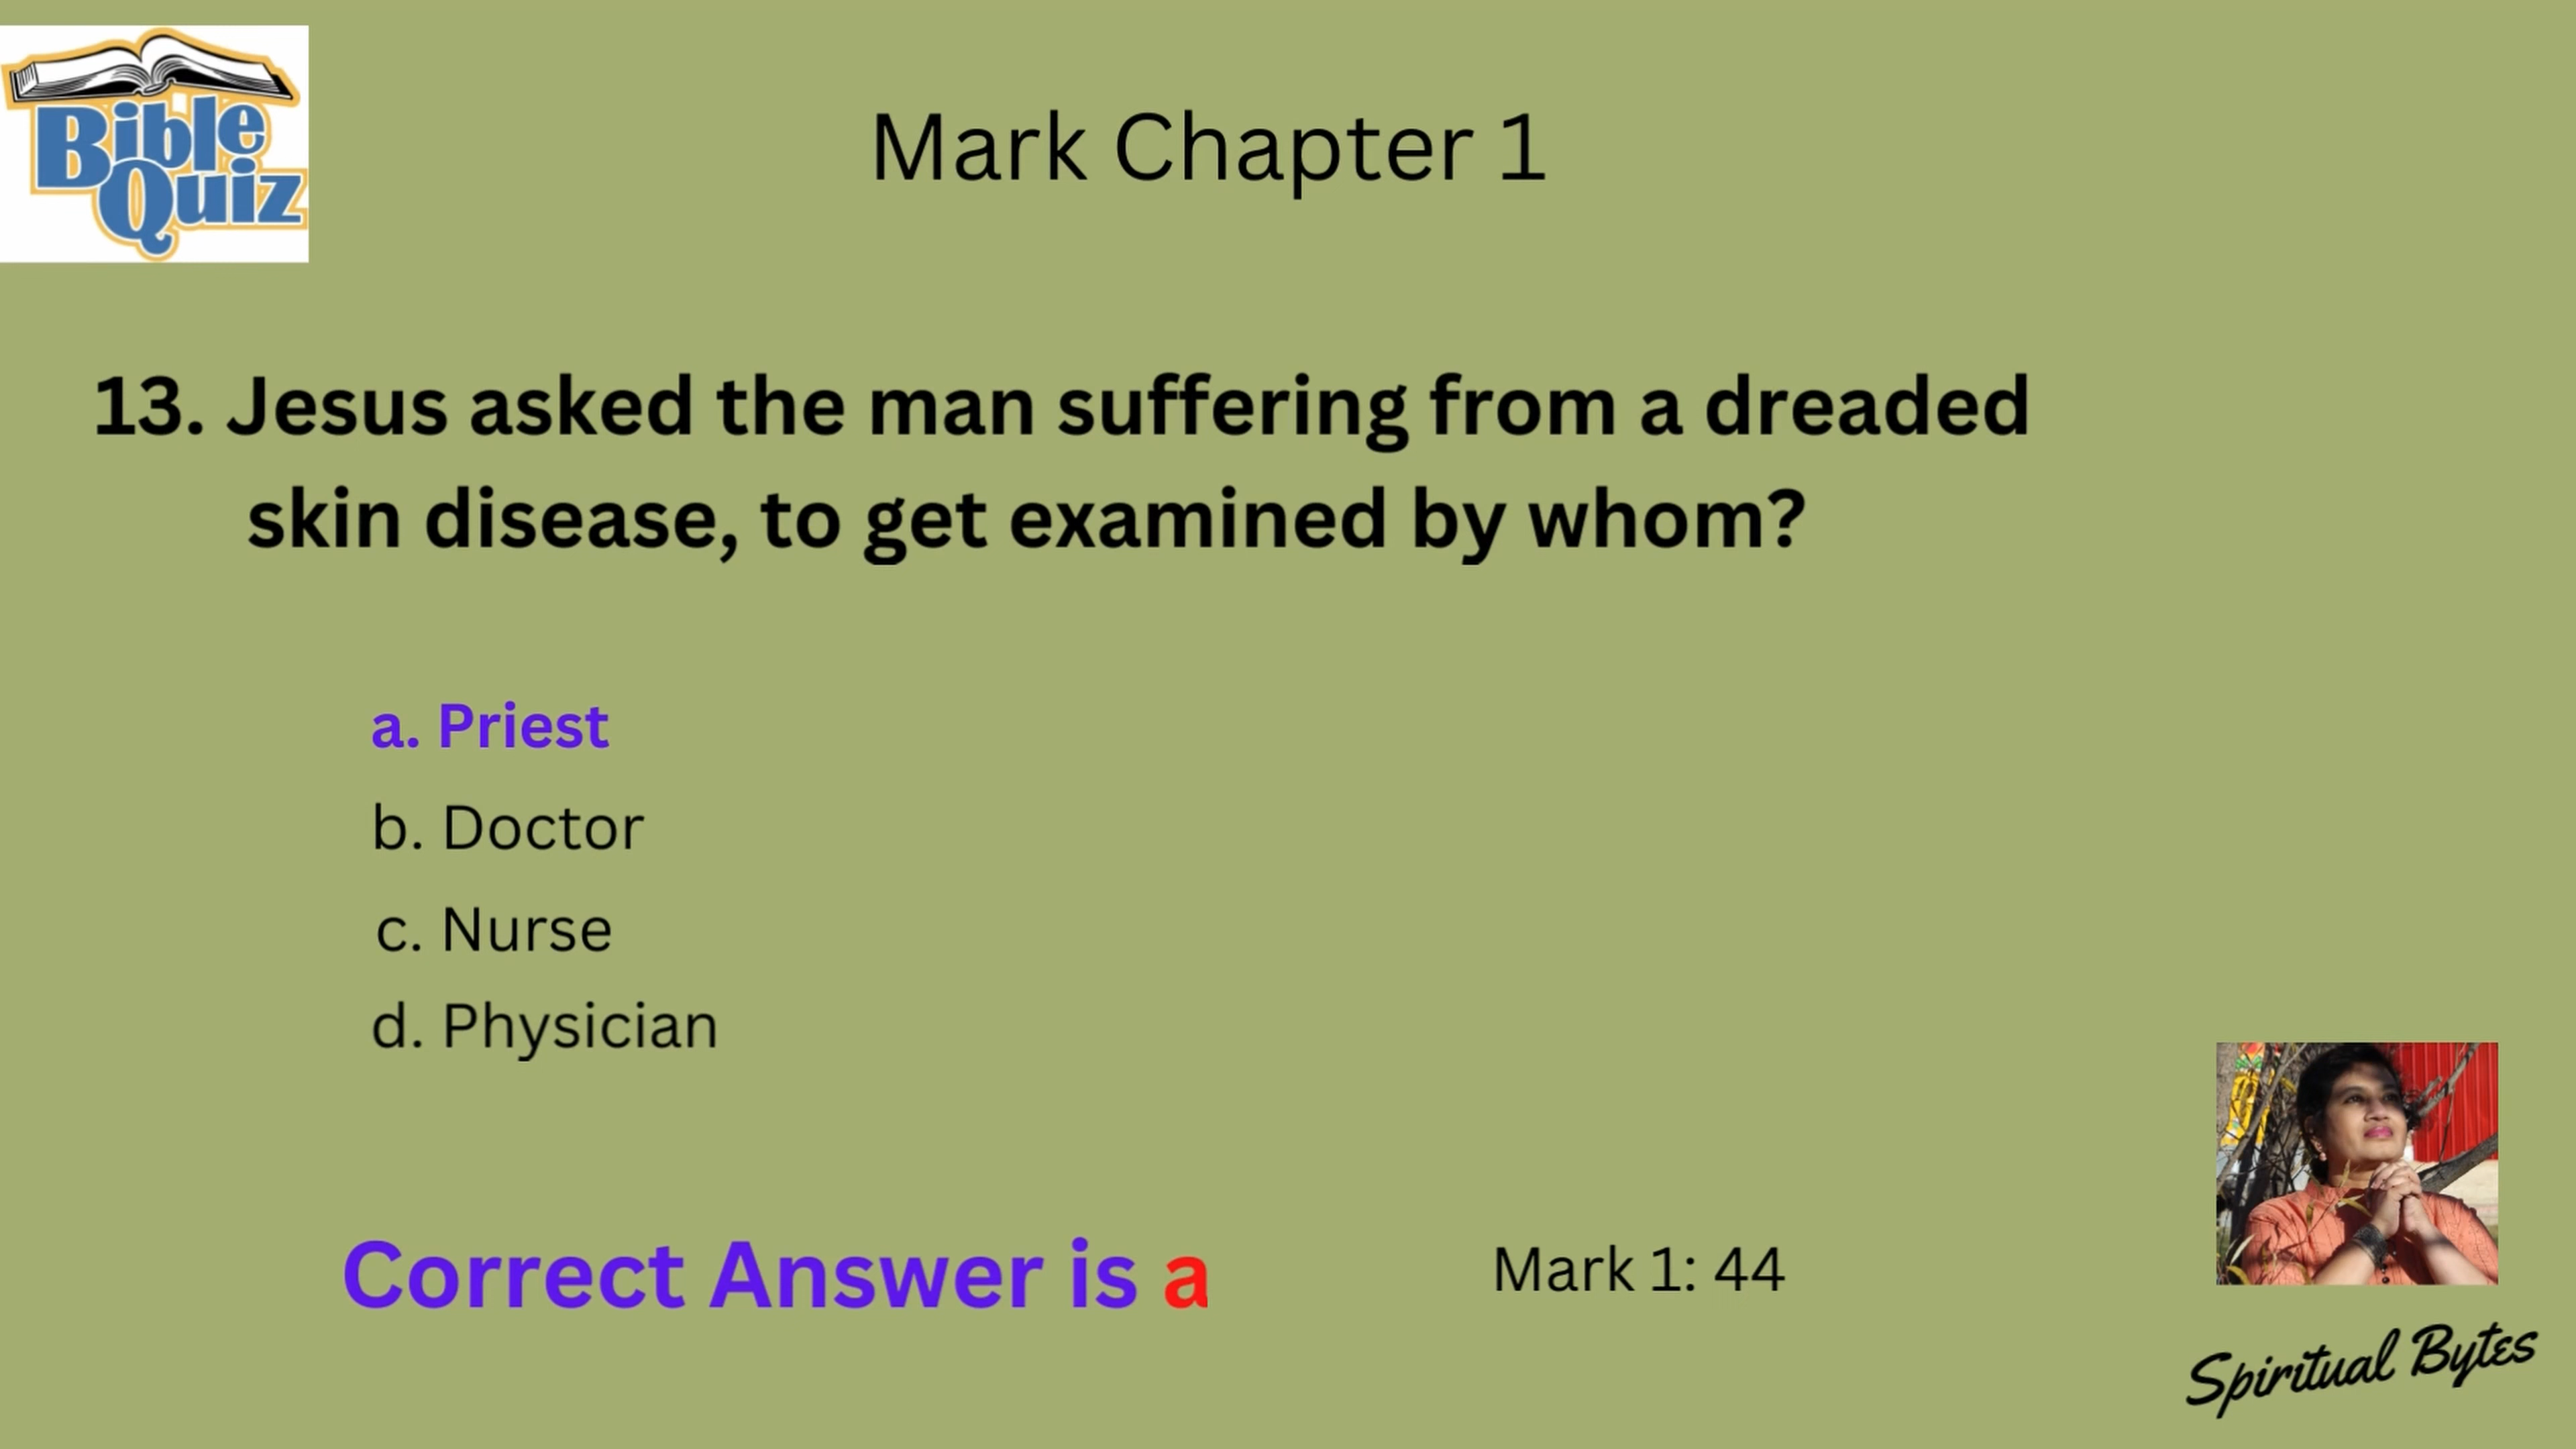 Bible
Quiz
Mark Chapter 1
13. Jesus asked the man suffering from a dreaded
skin disease, to get examined by whom?
a. Priest
b. Doctor
c. Nurse
d. Physician
Correct Answer is a
Mark 1: 44
Spiritual Bytes